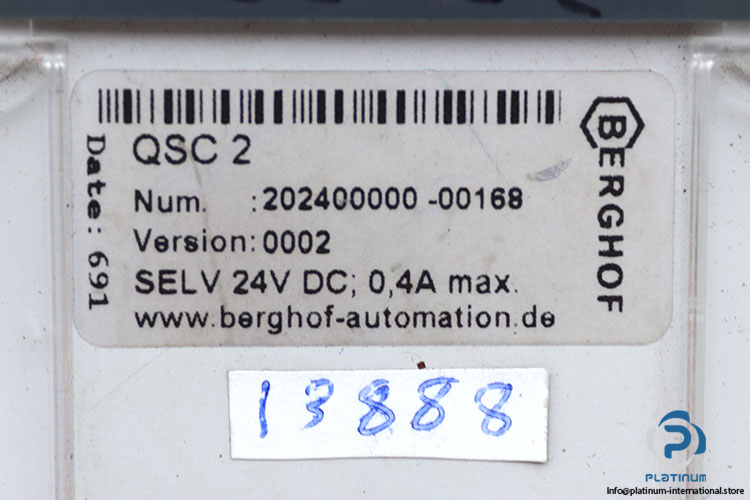 QSC 2
Num. :202400000 -00168
Version:0002
SELV 24V DC; 0,4A max.
www.berghof-automation.de
Date: 691
BERGHOF
13888
PLATINUM
Info@platinum-international.store